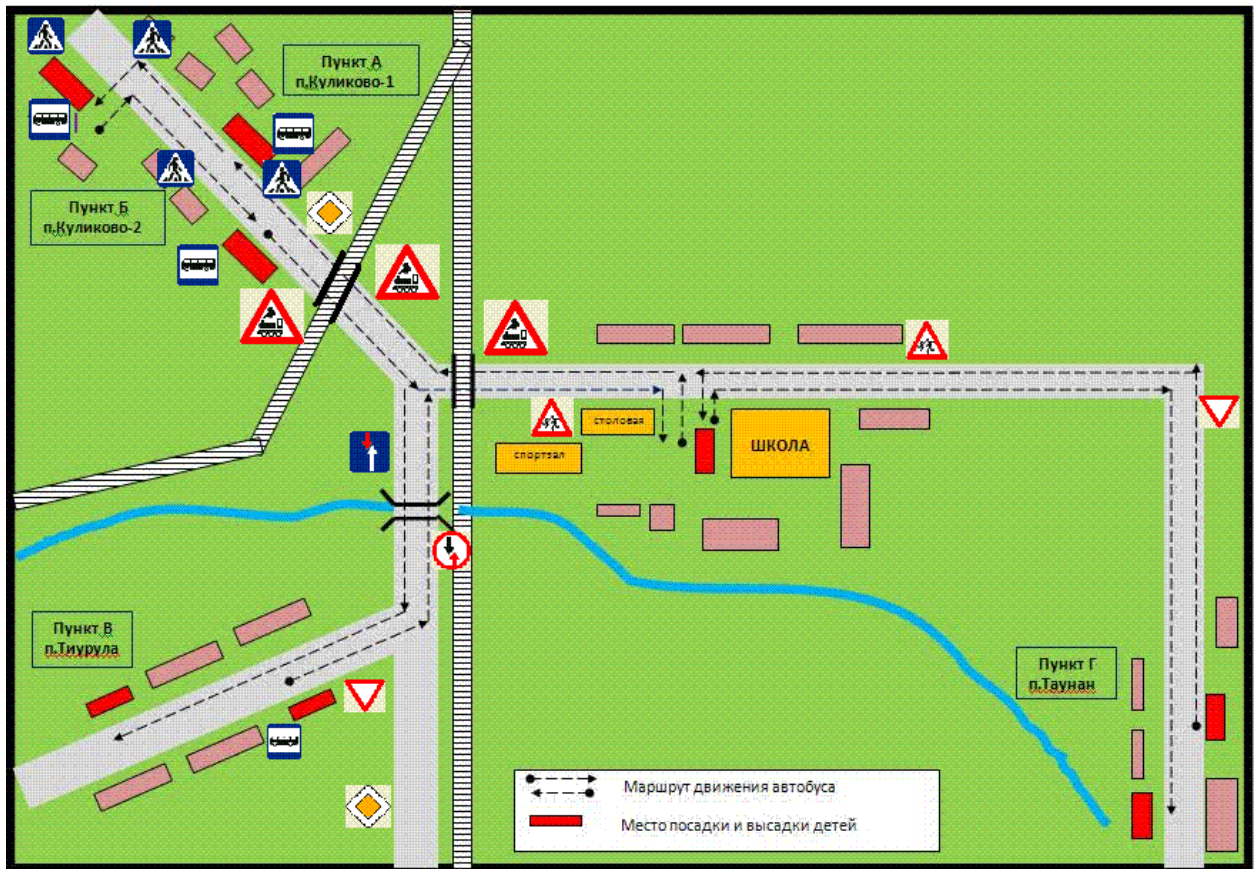 Пункт А
п.Куликово-1
Пункт Б
п.Куликово-2
столовая
спортзал
ШКОЛА
Пункт В
п.Тиурула
Пункт Г
п.Таунан
Маршрут движения автобуса
Место посадки и высадки детей